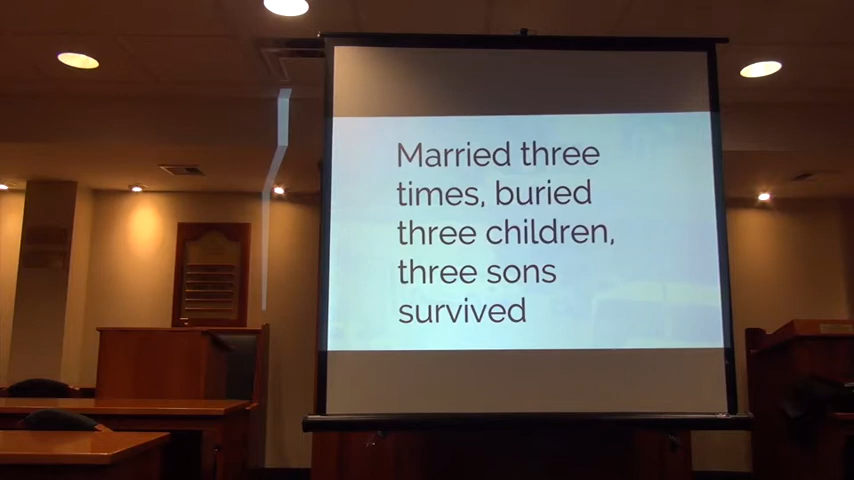 Married three
times, buried
three children,
three sons
survived